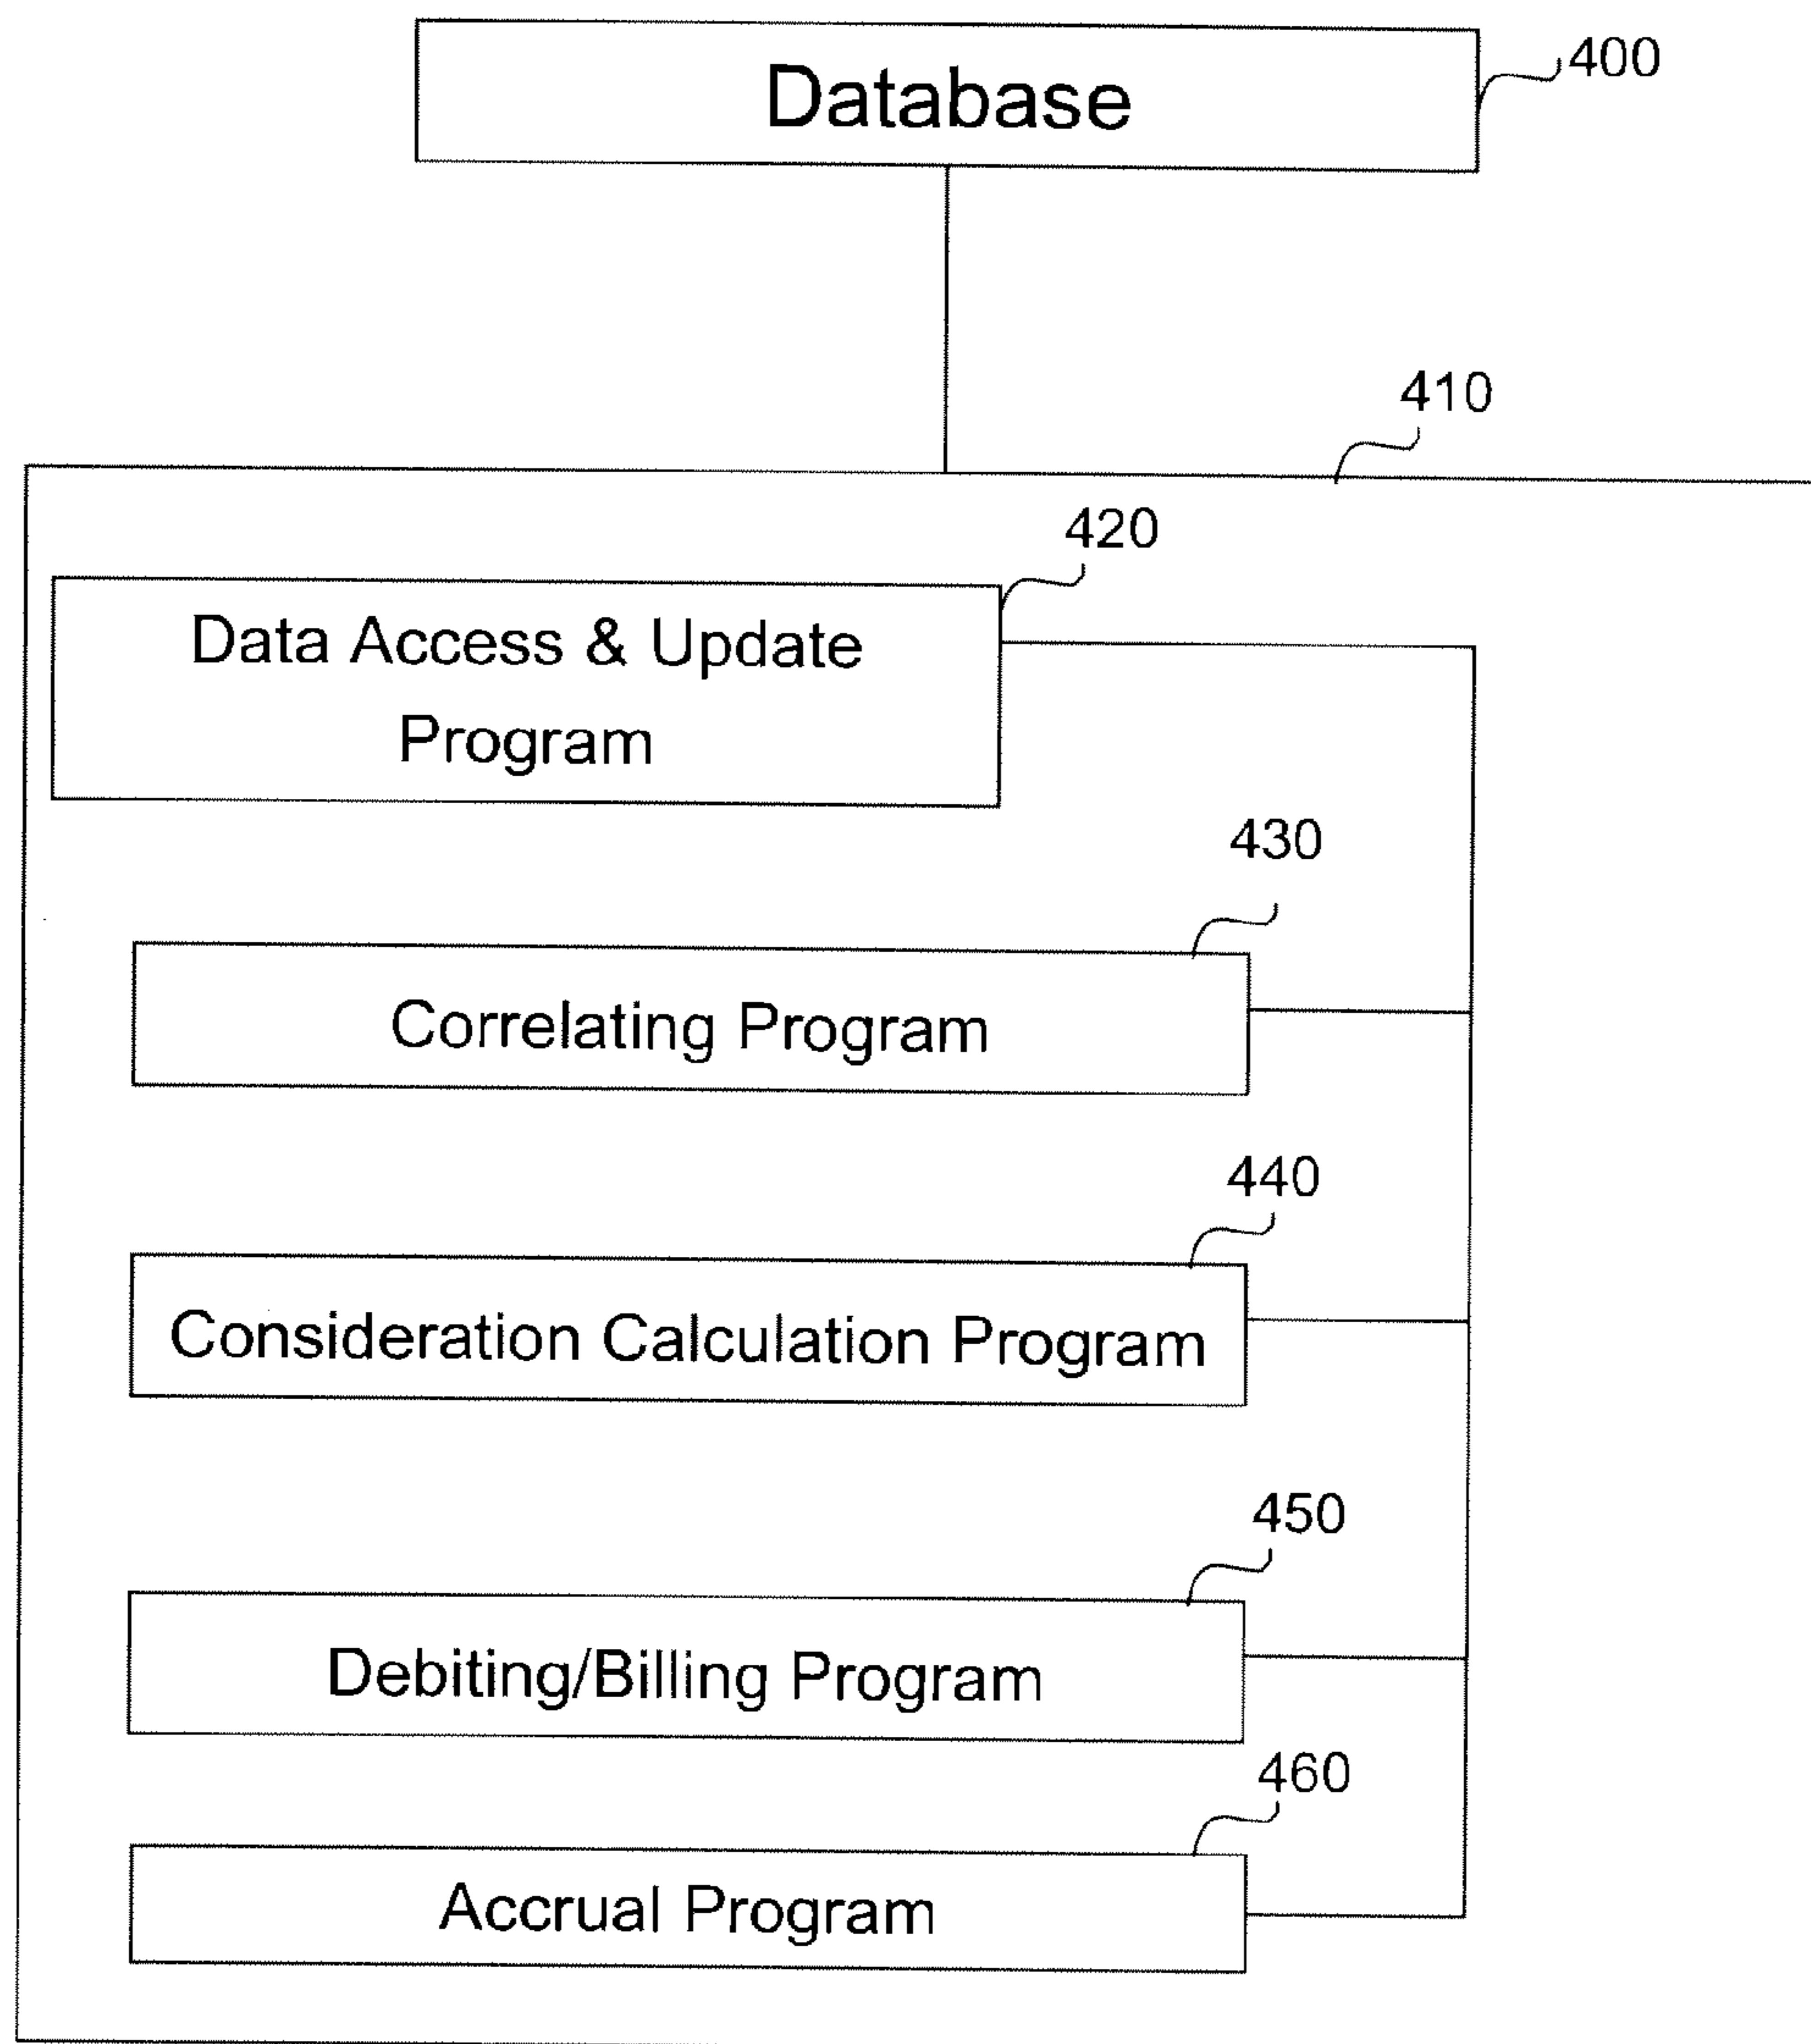 Database
400
410
420
Data Access & Update
Program
430
Correlating Program
440
Consideration Calculation Program
450
Debiting/Billing Program
460
Accrual Program